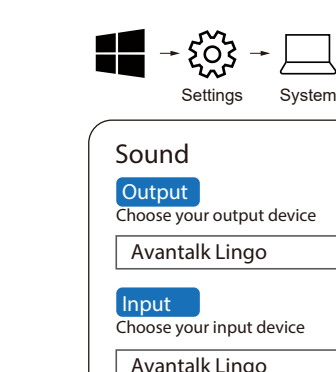 Settings System
Sound
Output
Choose your output device
Avantalk Lingo
Input
Choose your input device
Avantalk Lingo